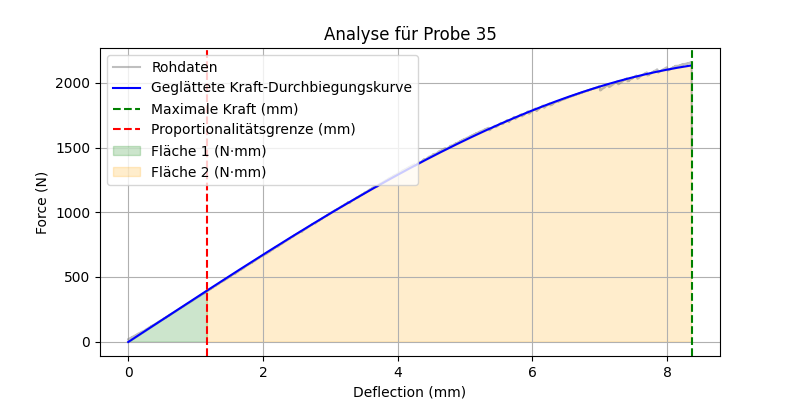 Analyse für Probe 35
Rohdaten
Geglättete Kraft-Durchbiegungskurve
Maximale Kraft (mm)
Proportionalitätsgrenze (mm)
Fläche 1 (N·mm)
Fläche 2 (N·mm)
Force (N)
2000
1500
1000
500
0
0 2 4 6 8
Deflection (mm)